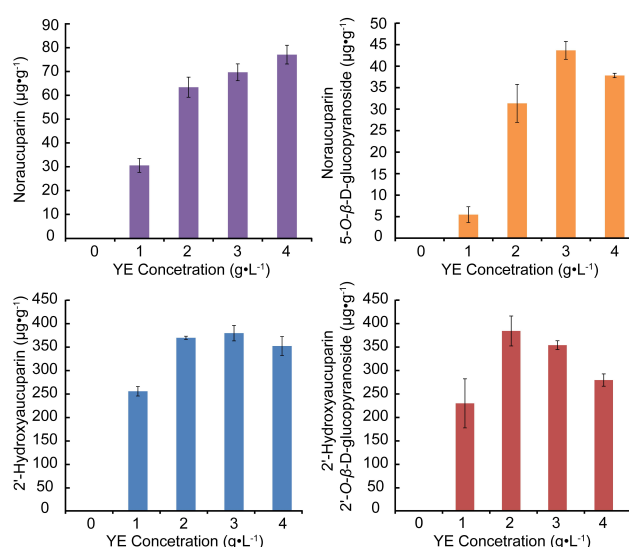 90
80
70
60
50
40
30
20
10
0
Noraucuparin (µg•g⁻¹)
0 1 2 3 4
YE Concetration (g•L⁻¹)
50
45
40
35
30
25
20
15
10
5
0
Noraucuparin
5-O-β-D-glucopyranoside (µg•g⁻¹)
0 1 2 3 4
YE Concetration (g•L⁻¹)
450
400
350
300
250
200
150
100
50
0
2'-Hydroxyaucuparin (µg•g⁻¹)
0 1 2 3 4
YE Concetration (g•L⁻¹)
450
400
350
300
250
200
150
100
50
0
2'-Hydroxyaucuparin
2'-O-β-D-glucopyranoside (µg•g⁻¹)
0 1 2 3 4
YE Concetration (g•L⁻¹)